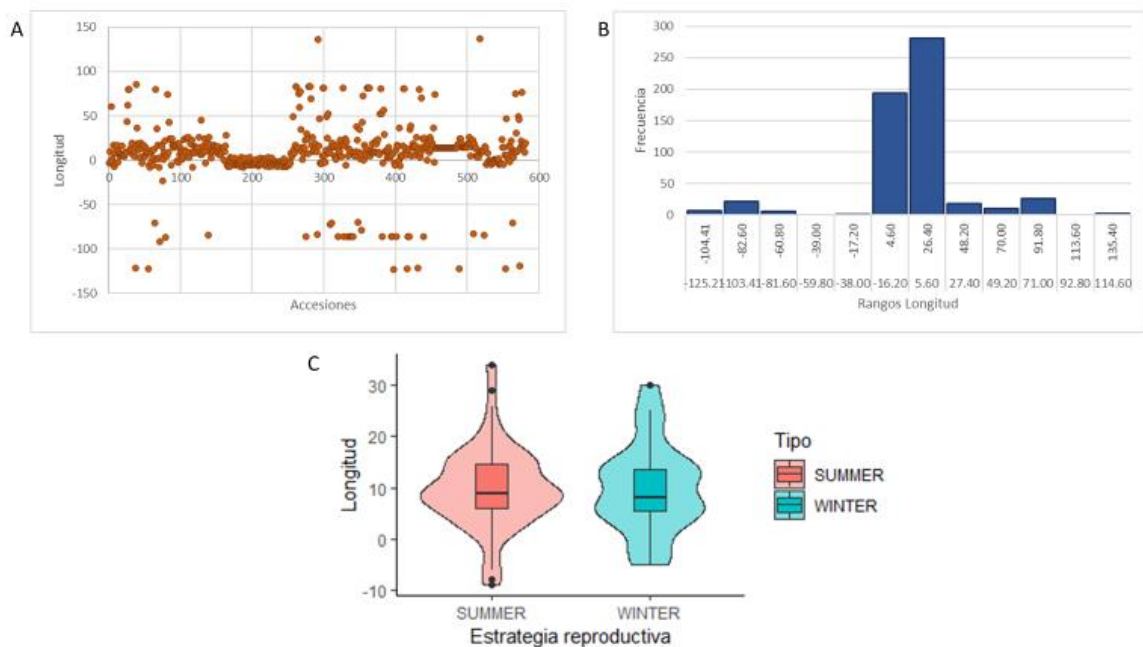 A
150
100
50
0
-50
-100
-150
0 100 200 300 400 500 600
Longitud
Accesiones
B
300
250
200
150
100
50
0
Frecuencia
-104.41 -82.60 -60.80 -39.00 -17.20 4.60 26.40 48.20 70.00 91.80 113.60 135.40
-125.21 103.41 -81.60 -59.80 -38.00 -16.20 5.60 27.40 49.20 71.00 92.80 114.60
Rangos Longitud
C
30
20
10
0
-10
Longitud
SUMMER WINTER
Estrategia reproductiva
Tipo
SUMMER
WINTER